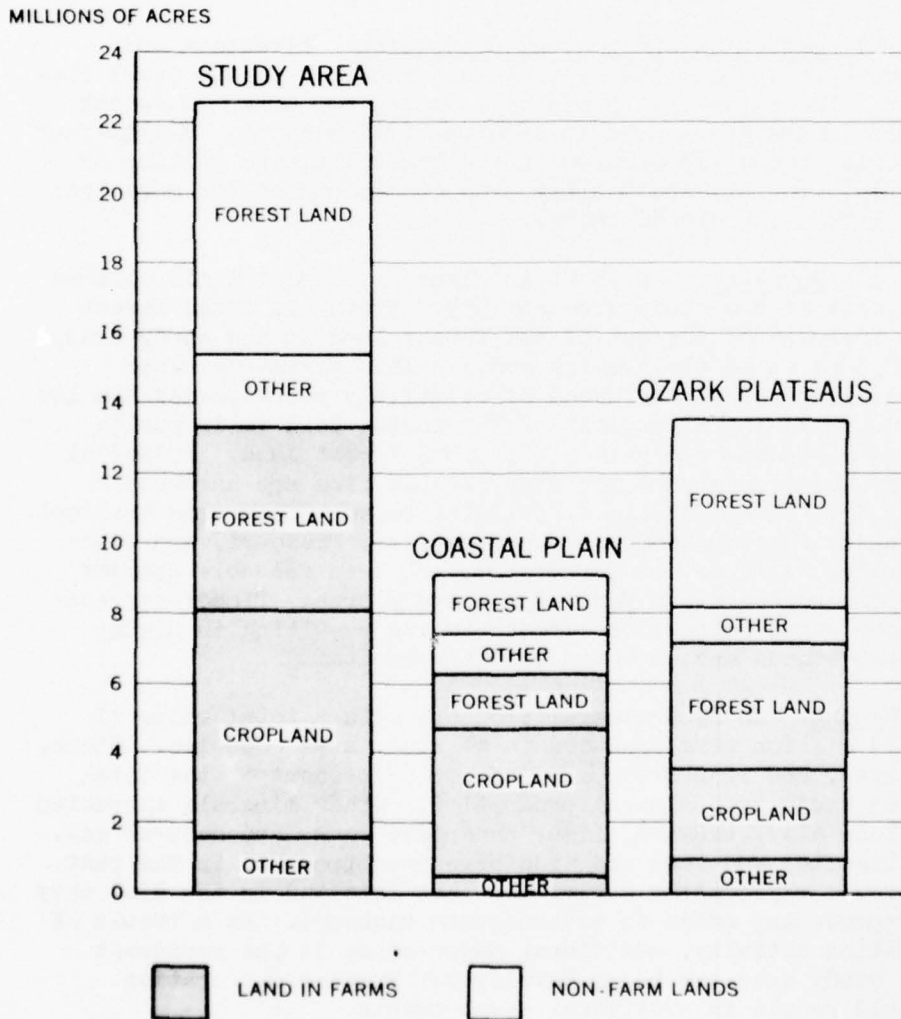 MILLIONS OF ACRES
24
22
20
18
16
14
12
10
8
6
4
2
0
STUDY AREA
FOREST LAND
OTHER
FOREST LAND
CROPLAND
OTHER
COASTAL PLAIN
FOREST LAND
OTHER
FOREST LAND
CROPLAND
OTHER
OZARK PLATEAUS
FOREST LAND
OTHER
FOREST LAND
CROPLAND
OTHER
LAND IN FARMS
NON-FARM LANDS